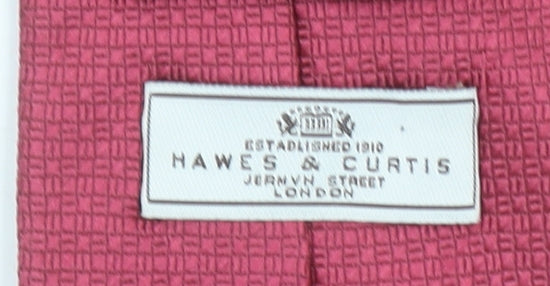 ESTABLISHED 1910
HAWES & CURTIS
JERMYN STREET
LONDON